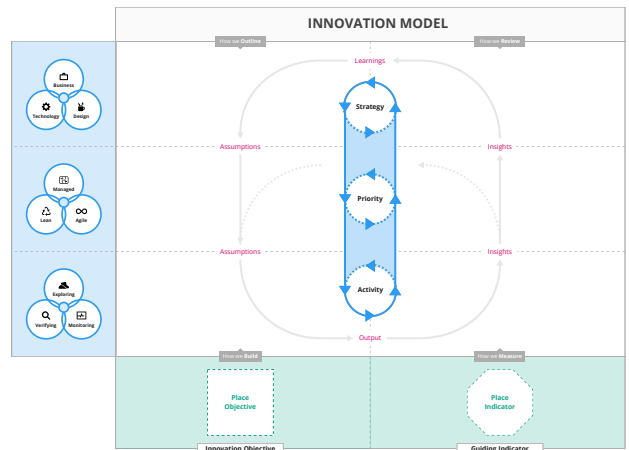 INNOVATION MODEL
How we Outline
How we Review
Learnings
Business
Technology
Design
Strategy
Assumptions
Insights
Managed
Lean
Agile
Priority
Assumptions
Insights
Exploring
Verifying
Monitoring
Activity
Output
How we Build
How we Measure
Place
Objective
Place
Indicator
Innovation Objective
Guiding Indicator